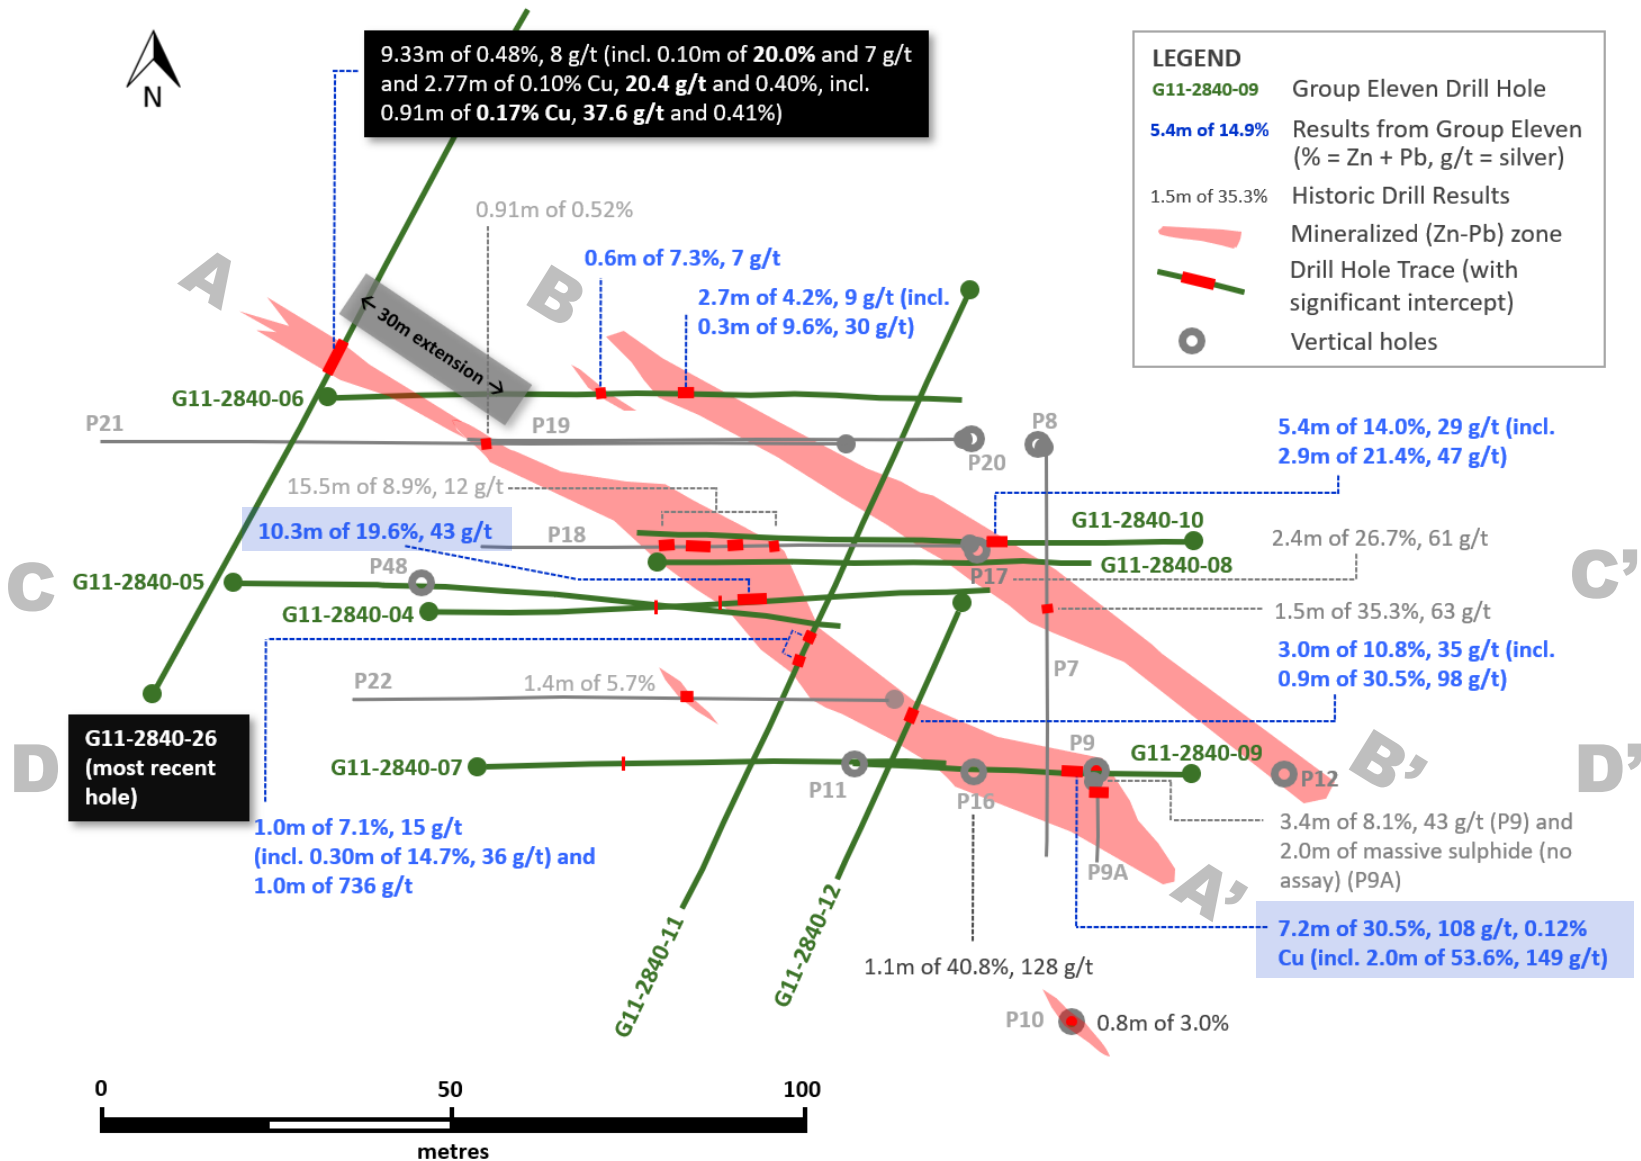 N
9.33m of 0.48%, 8 g/t (incl. 0.10m of 20.0% and 7 g/t
and 2.77m of 0.10% Cu, 20.4 g/t and 0.40%, incl.
0.91m of 0.17% Cu, 37.6 g/t and 0.41%)
LEGEND
G11-2840-09 Group Eleven Drill Hole
5.4m of 14.9% Results from Group Eleven
(% = Zn + Pb, g/t = silver)
1.5m of 35.3% Historic Drill Results
Mineralized (Zn-Pb) zone
Drill Hole Trace (with
significant intercept)
Vertical holes
0.91m of 0.52%
A
B
0.6m of 7.3%, 7 g/t
2.7m of 4.2%, 9 g/t (incl.
0.3m of 9.6%, 30 g/t)
← 30m extension →
G11-2840-06
P21
P19
P20
P8
5.4m of 14.0%, 29 g/t (incl.
2.9m of 21.4%, 47 g/t)
15.5m of 8.9%, 12 g/t
10.3m of 19.6%, 43 g/t
P18
G11-2840-10
2.4m of 26.7%, 61 g/t
P48
P17
G11-2840-08
C
G11-2840-05
C'
G11-2840-04
1.5m of 35.3%, 63 g/t
3.0m of 10.8%, 35 g/t (incl.
0.9m of 30.5%, 98 g/t)
P7
P22
1.4m of 5.7%
G11-2840-26
(most recent
hole)
D
G11-2840-07
P11
P16
P9
G11-2840-09
P12
B'
D'
1.0m of 7.1%, 15 g/t
(incl. 0.30m of 14.7%, 36 g/t) and
1.0m of 736 g/t
3.4m of 8.1%, 43 g/t (P9) and
2.0m of massive sulphide (no
assay) (P9A)
P9A
A'
G11-2840-11
G11-2840-12
7.2m of 30.5%, 108 g/t, 0.12%
Cu (incl. 2.0m of 53.6%, 149 g/t)
1.1m of 40.8%, 128 g/t
P10
0.8m of 3.0%
0 50 100
metres